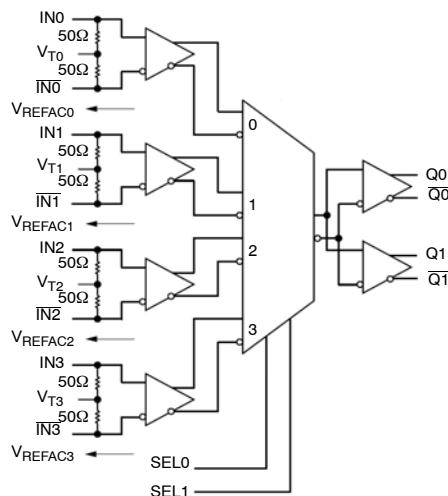 IN0
50Ω
VT0
50Ω
IN0
VREFAC0
IN1
50Ω
VT1
50Ω
IN1
VREFAC1
IN2
50Ω
VT2
50Ω
IN2
VREFAC2
IN3
50Ω
VT3
50Ω
IN3
VREFAC3
0
1
2
3
SEL0
SEL1
Q0
Q0
Q1
Q1